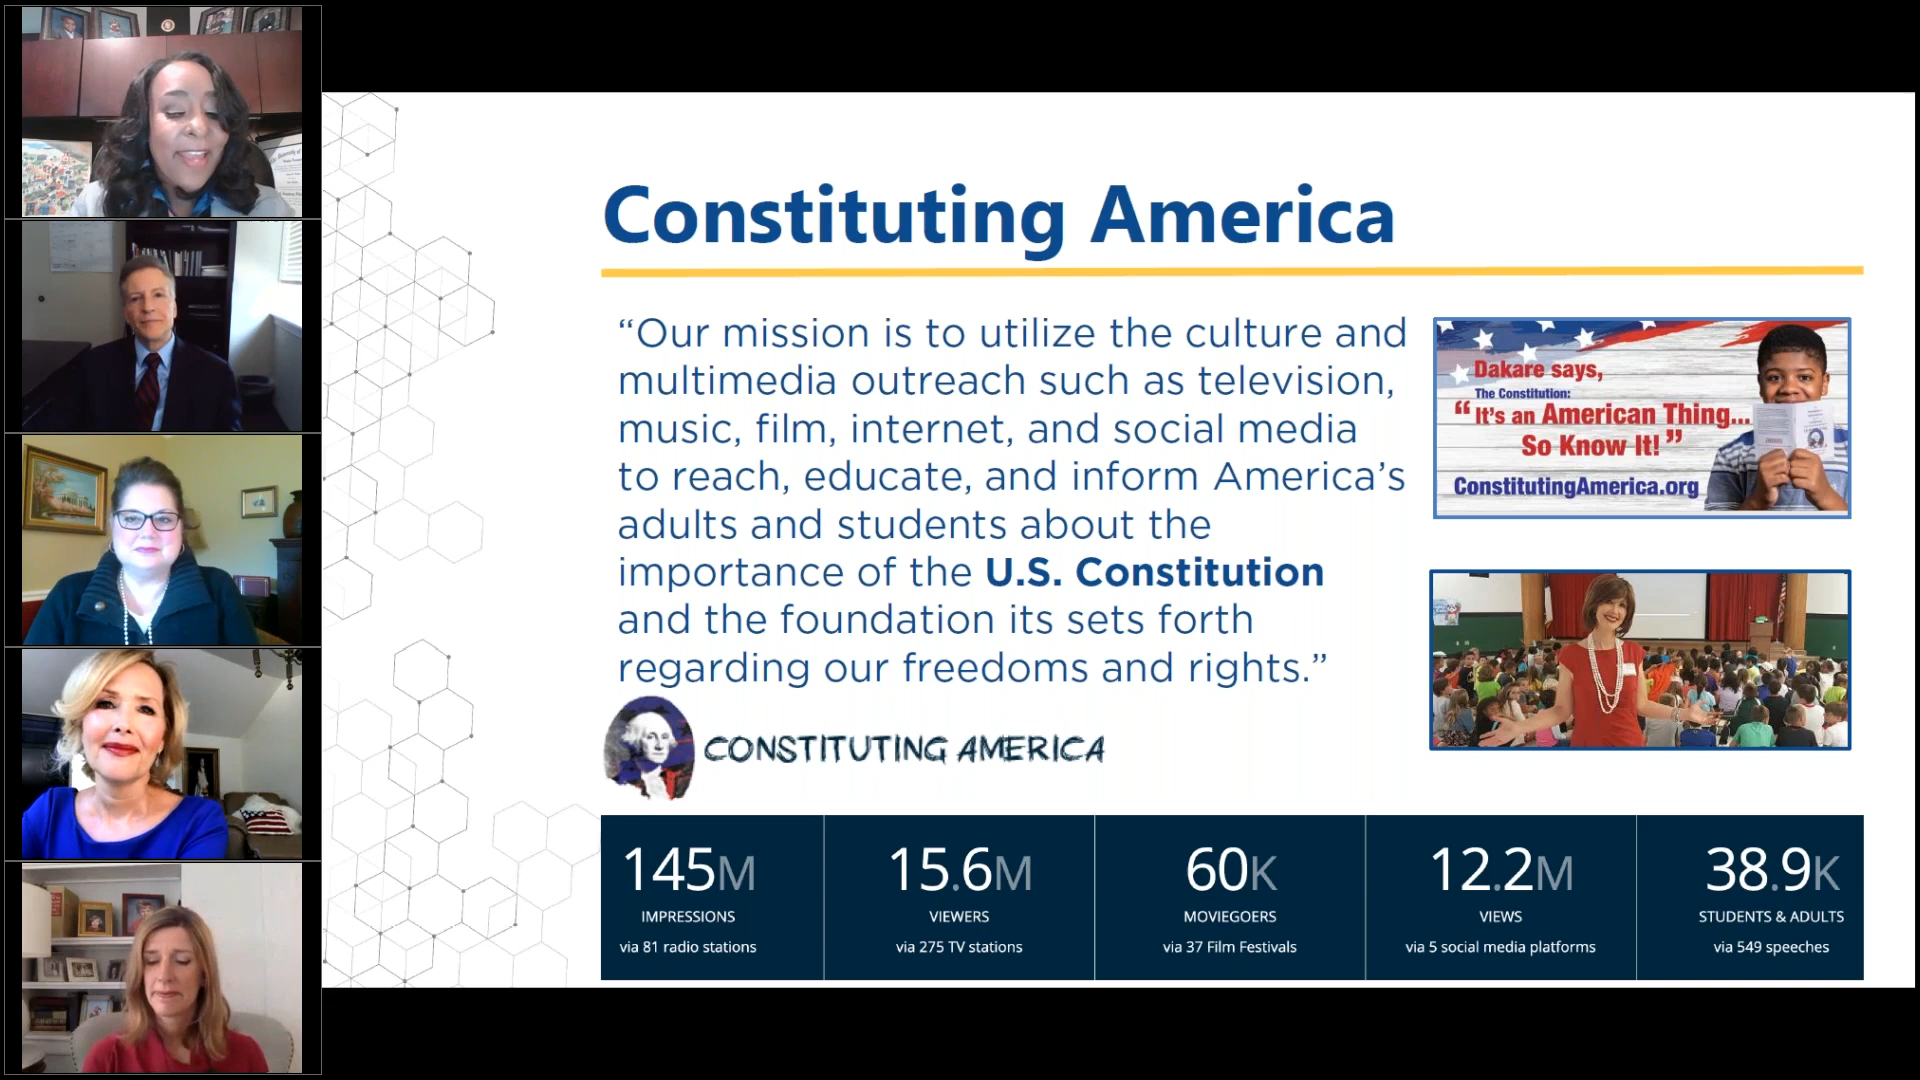 Constituting America
“Our mission is to utilize the culture and
multimedia outreach such as television,
music, film, internet, and social media
to reach, educate, and inform America’s
adults and students about the
importance of the U.S. Constitution
and the foundation its sets forth
regarding our freedoms and rights.”
Dakare says,
The Constitution:
“It’s an American Thing...
So Know It!”
ConstitutingAmerica.org
CONSTITUTING AMERICA
145M
IMPRESSIONS
via 81 radio stations
15.6M
VIEWERS
via 275 TV stations
60K
MOVIEGOERS
via 37 Film Festivals
12.2M
VIEWS
via 5 social media platforms
38.9K
STUDENTS & ADULTS
via 549 speeches